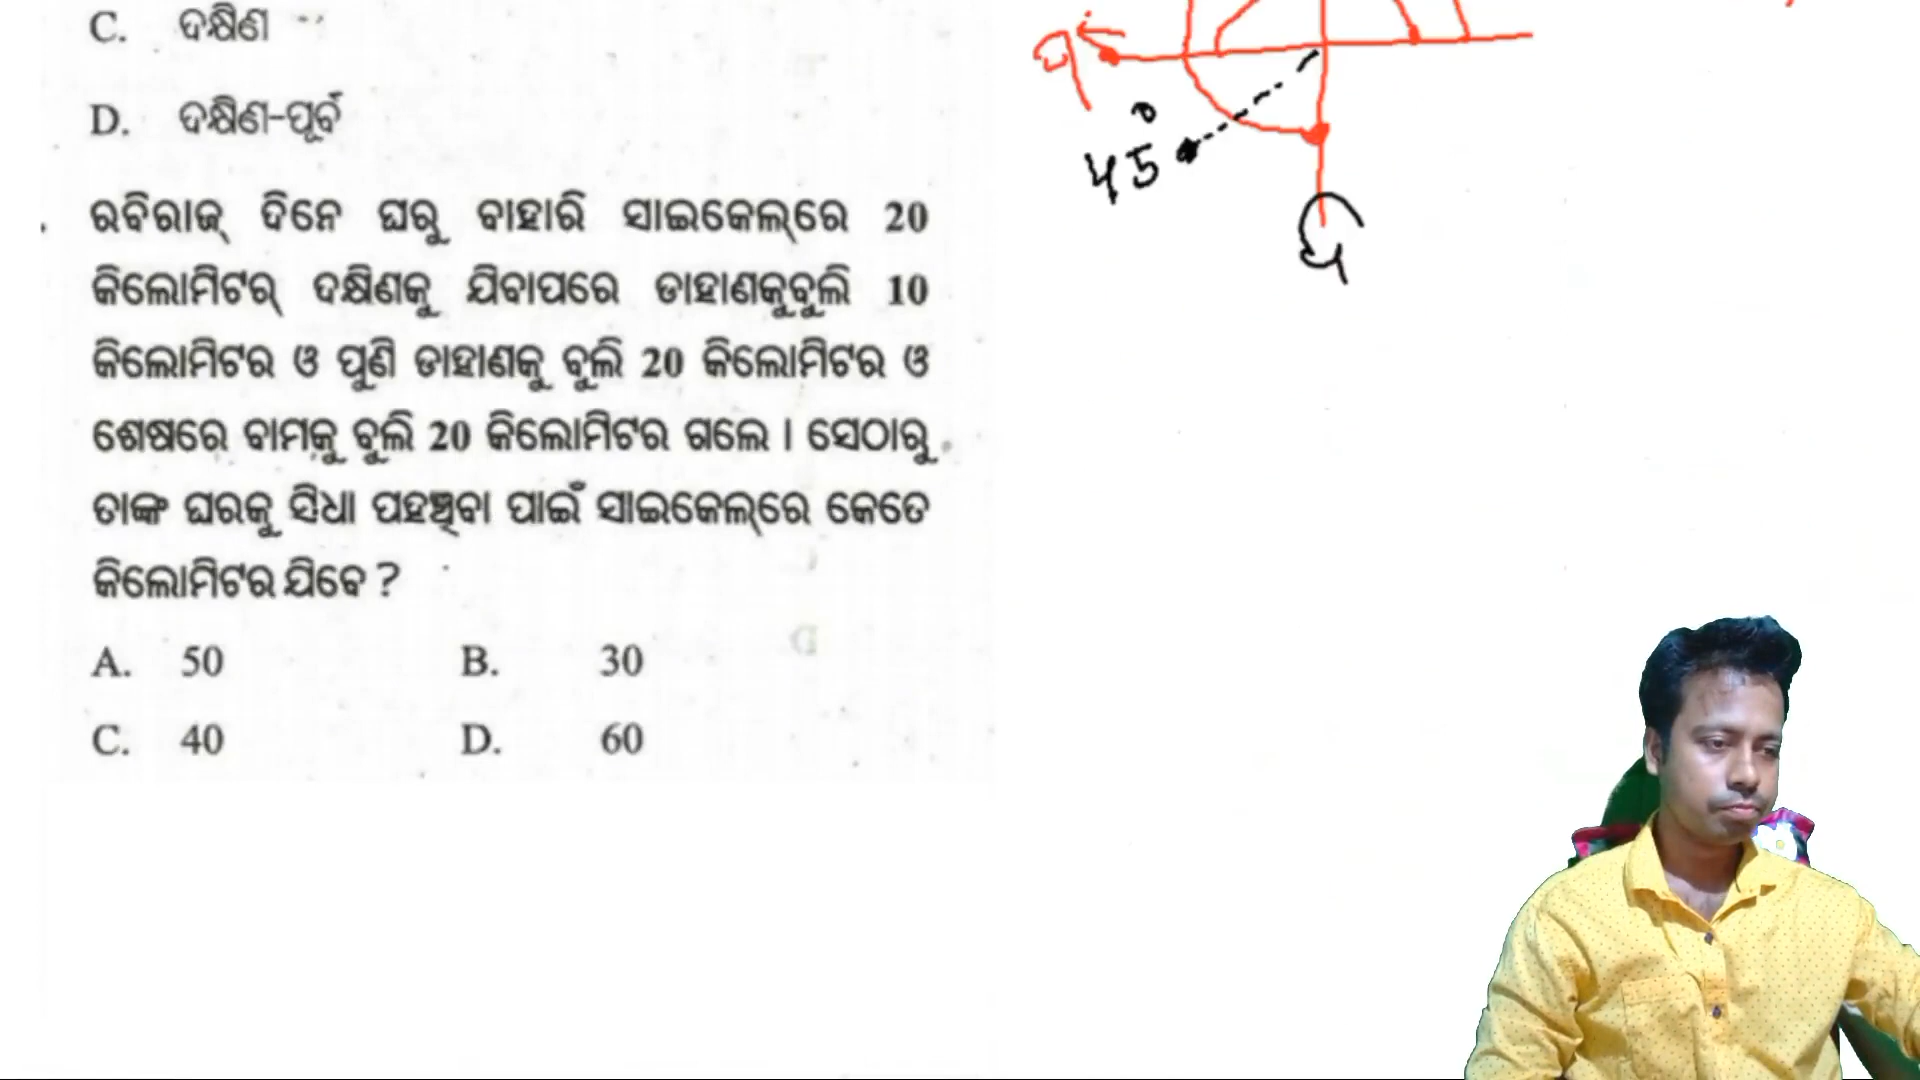 C. ଦକ୍ଷିଣ
D. ଦକ୍ଷିଣ-ପୂର୍ବ
45°
ରବିରାଜ୍ ଦିନେ ଘରୁ ବାହାରି ସାଇକେଲ୍‌ରେ 20
କିଲୋମିଟର୍ ଦକ୍ଷିଣକୁ ଯିବାପରେ ଡାହାଣକୁବୁଲି 10
କିଲୋମିଟର ଓ ପୁଣି ଡାହାଣକୁ ବୁଲି 20 କିଲୋମିଟର ଓ
ଶେଷରେ ବାମକୁ ବୁଲି 20 କିଲୋମିଟର ଗଲେ । ସେଠାରୁ
ତାଙ୍କ ଘରକୁ ସିଧା ପହଞ୍ଚିବା ପାଇଁ ସାଇକେଲ୍‌ରେ କେତେ
କିଲୋମିଟର ଯିବେ ?
A. 50 B. 30
C. 40 D. 60